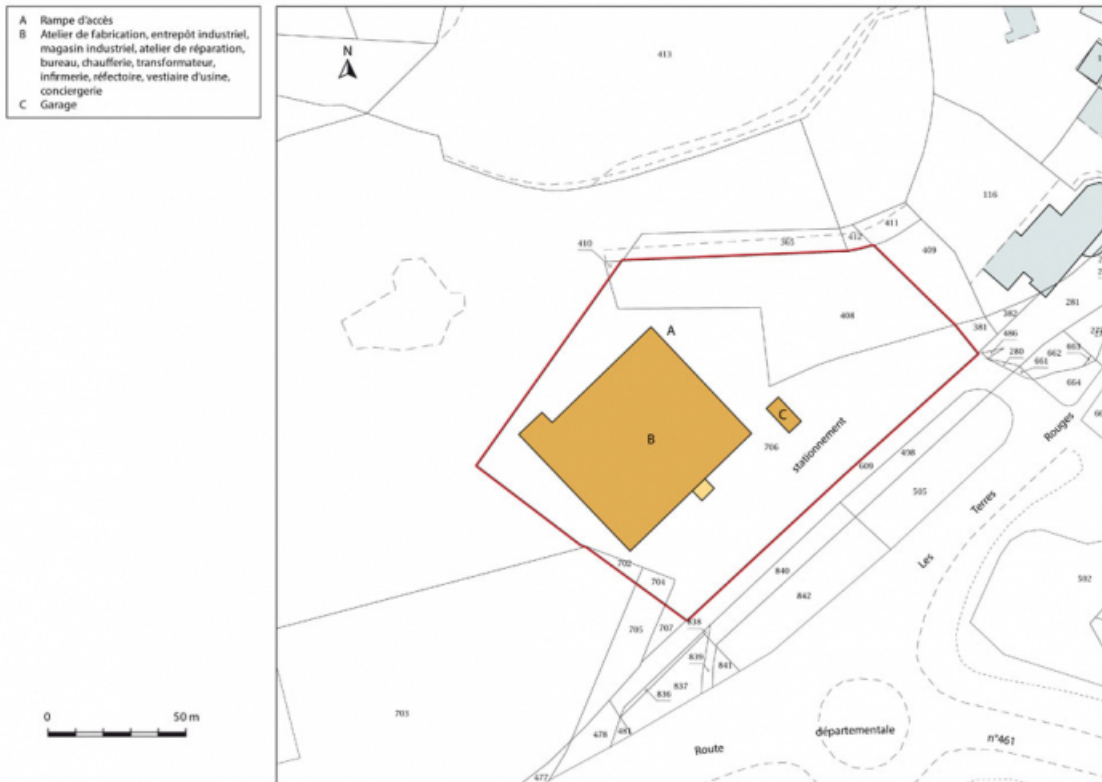 A Rampe d'accès
B Atelier de fabrication, entrepôt industriel,
magasin industriel, atelier de réparation,
bureau, chaufferie, transformateur,
infirmerie, réfectoire, vestiaire d'usine,
conciergerie
C Garage
N
413
116
411
412
365
410
409
408
382
281
381
486
280
662
663
661
664
A
B
C
706
stationnement
Rouges
609
498
505
Terres
Les
502
840
842
702
704
705
707
838
839
841
837
836
703
478
481
477
Route
départementale
n°461
0 50 m